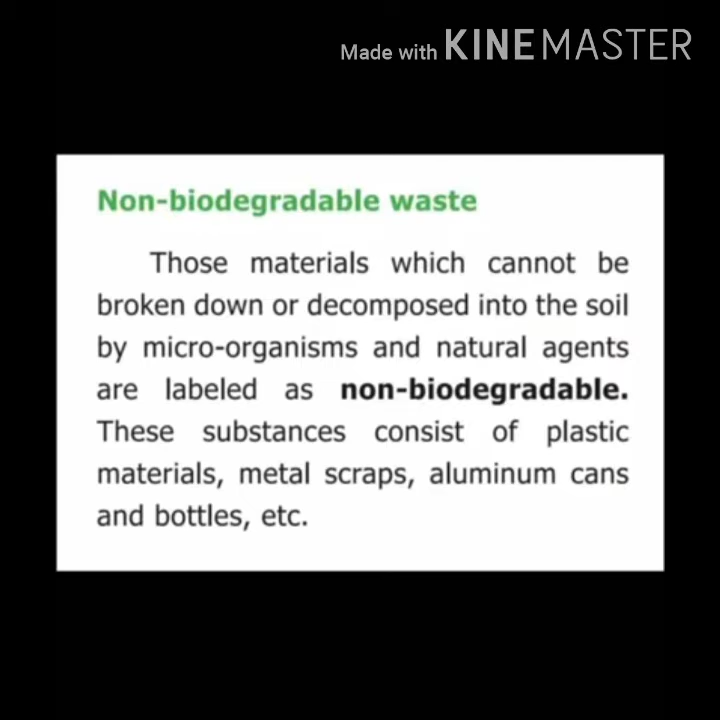 Made with KINEMASTER
Non-biodegradable waste
Those materials which cannot be
broken down or decomposed into the soil
by micro-organisms and natural agents
are labeled as non-biodegradable.
These substances consist of plastic
materials, metal scraps, aluminum cans
and bottles, etc.